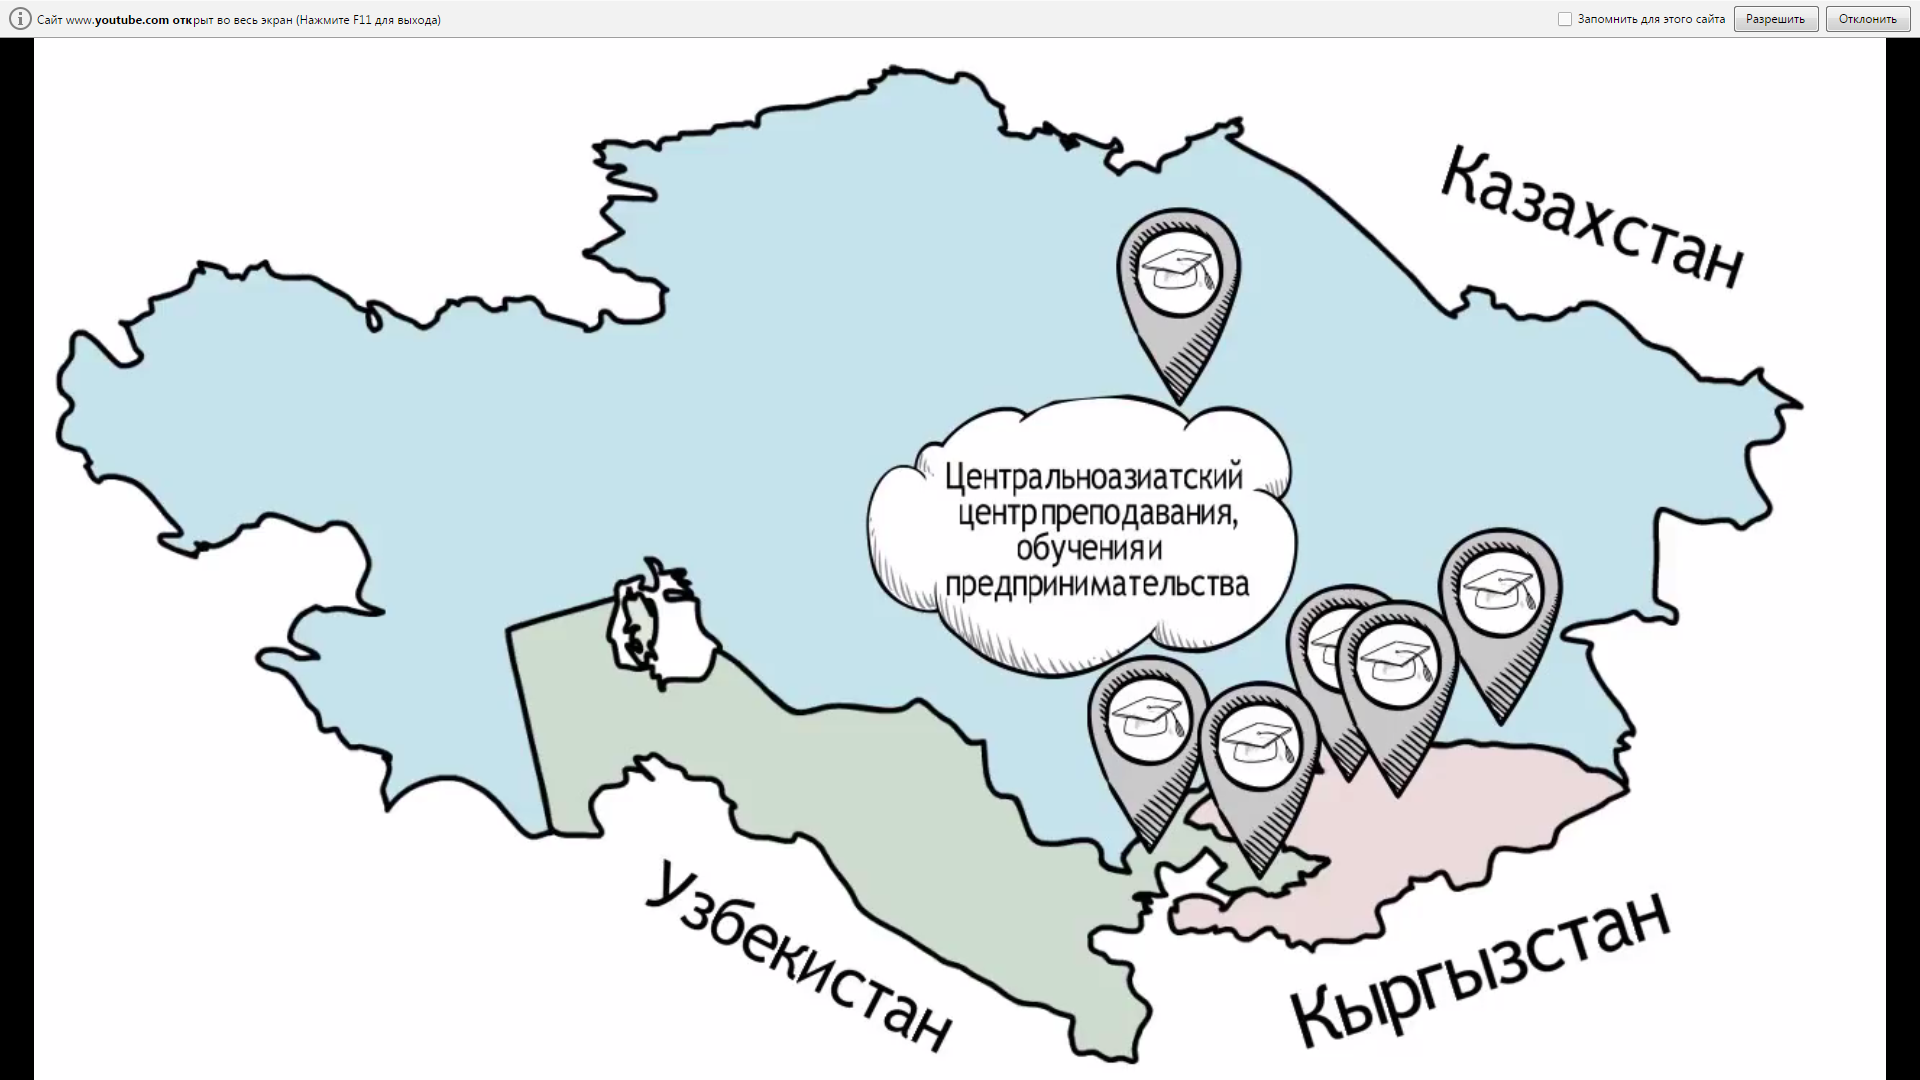 Сайт www.youtube.com открыт во весь экран (Нажмите F11 для выхода)
Запомнить для этого сайта
Разрешить
Отклонить
Казахстан
Центральноазиатский
центр преподавания,
обучения и
предпринимательства
Узбекистан
Кыргызстан